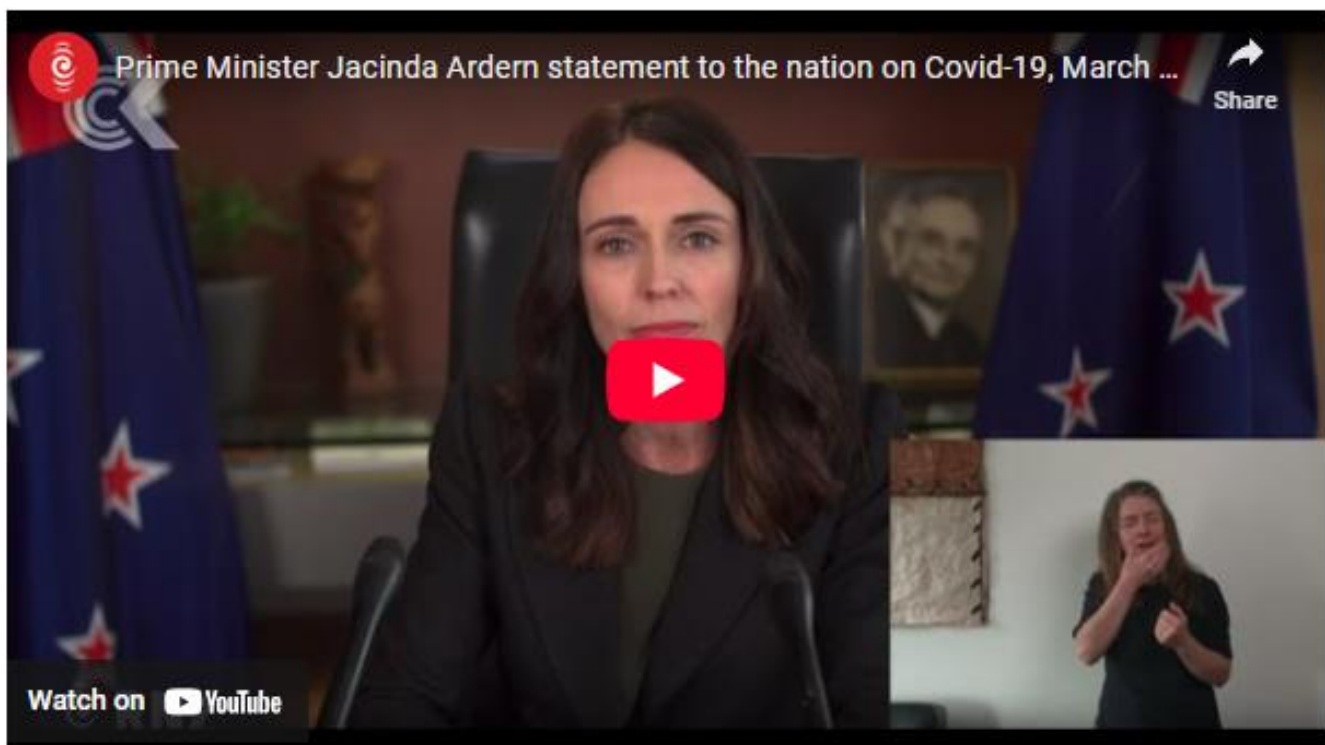 Prime Minister Jacinda Ardern statement to the nation on Covid-19, March ...
Share
Watch on YouTube